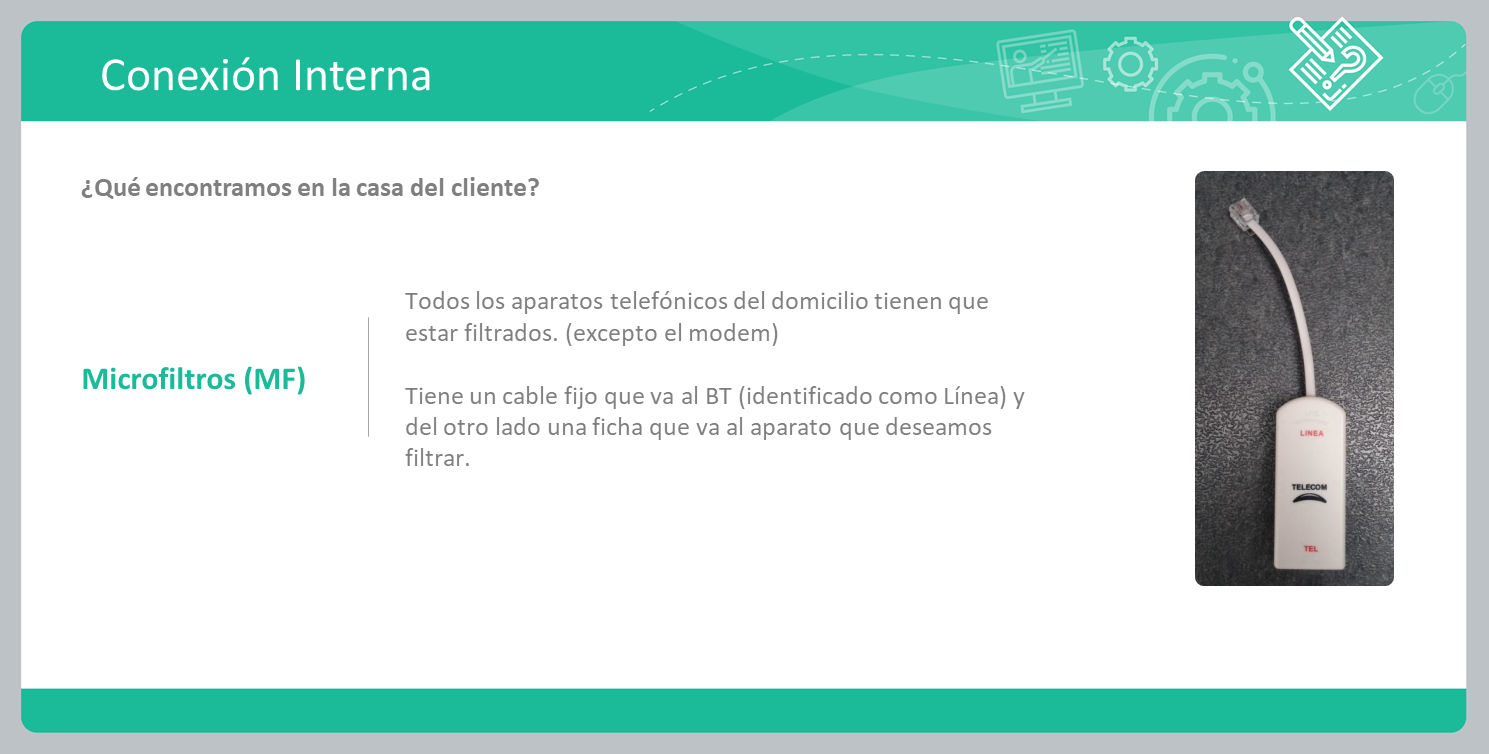 Conexión Interna
¿Qué encontramos en la casa del cliente?
Microfiltros (MF)
Todos los aparatos telefónicos del domicilio tienen que
estar filtrados. (excepto el modem)
Tiene un cable fijo que va al BT (identificado como Línea) y
del otro lado una ficha que va al aparato que deseamos
filtrar.
LINEA
TELECOM
TEL